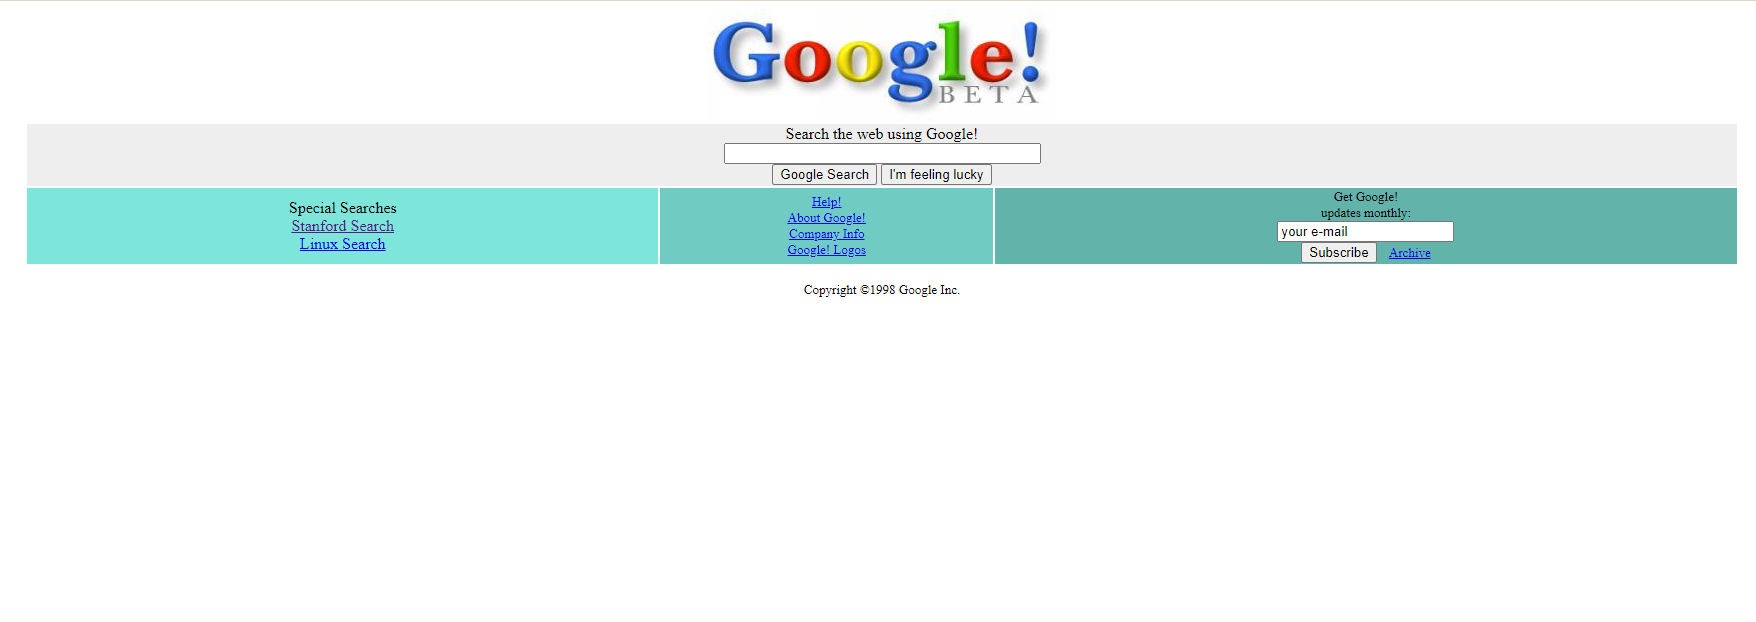 Google!
BETA
Search the web using Google!
Google Search I'm feeling lucky
Special Searches
Stanford Search
Linux Search
Help!
About Google!
Company Info
Google! Logos
Get Google!
updates monthly:
your e-mail
Subscribe Archive
Copyright ©1998 Google Inc.